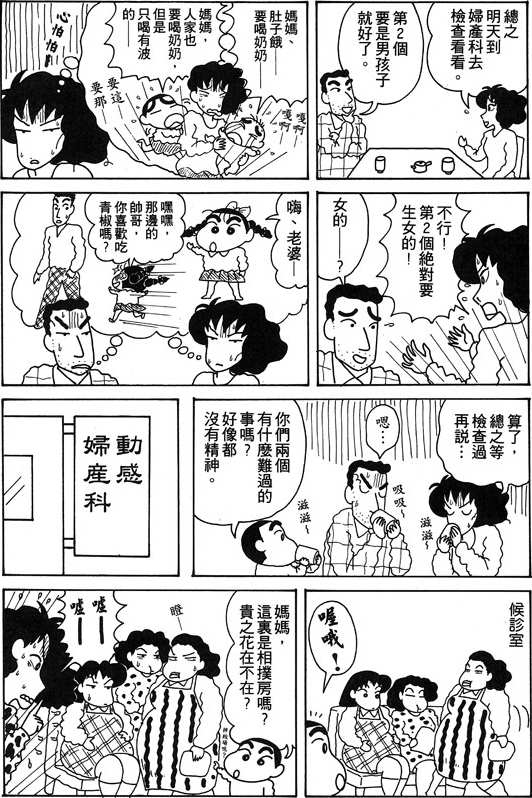 總之
明天到
婦產科去
檢查看看。
第2個
要是男孩子
就好了。
媽媽、
肚子餓
要喝奶奶
媽媽，
人家也
要喝奶奶，
但是
只喝有波
的
嘎啊
嘎啊
要這
要那
心怕怕
不行！
第2個絕對要
生女的！
女的——？
嗨、老婆——
嘿嘿，
那邊的
帥哥，
你喜歡吃
青椒嗎？
算了，
總之等
檢查過
再說…
嗯…
吸吸～
滋滋～
滋滋～
你們兩個
有什麼難過的
事嗎？
好像都
沒有精神。
動感
婦產科
候診室
喔哦！
媽媽，
這裏是相撲房嗎？
貴之花在不在？
瞪—
噓——
噓——